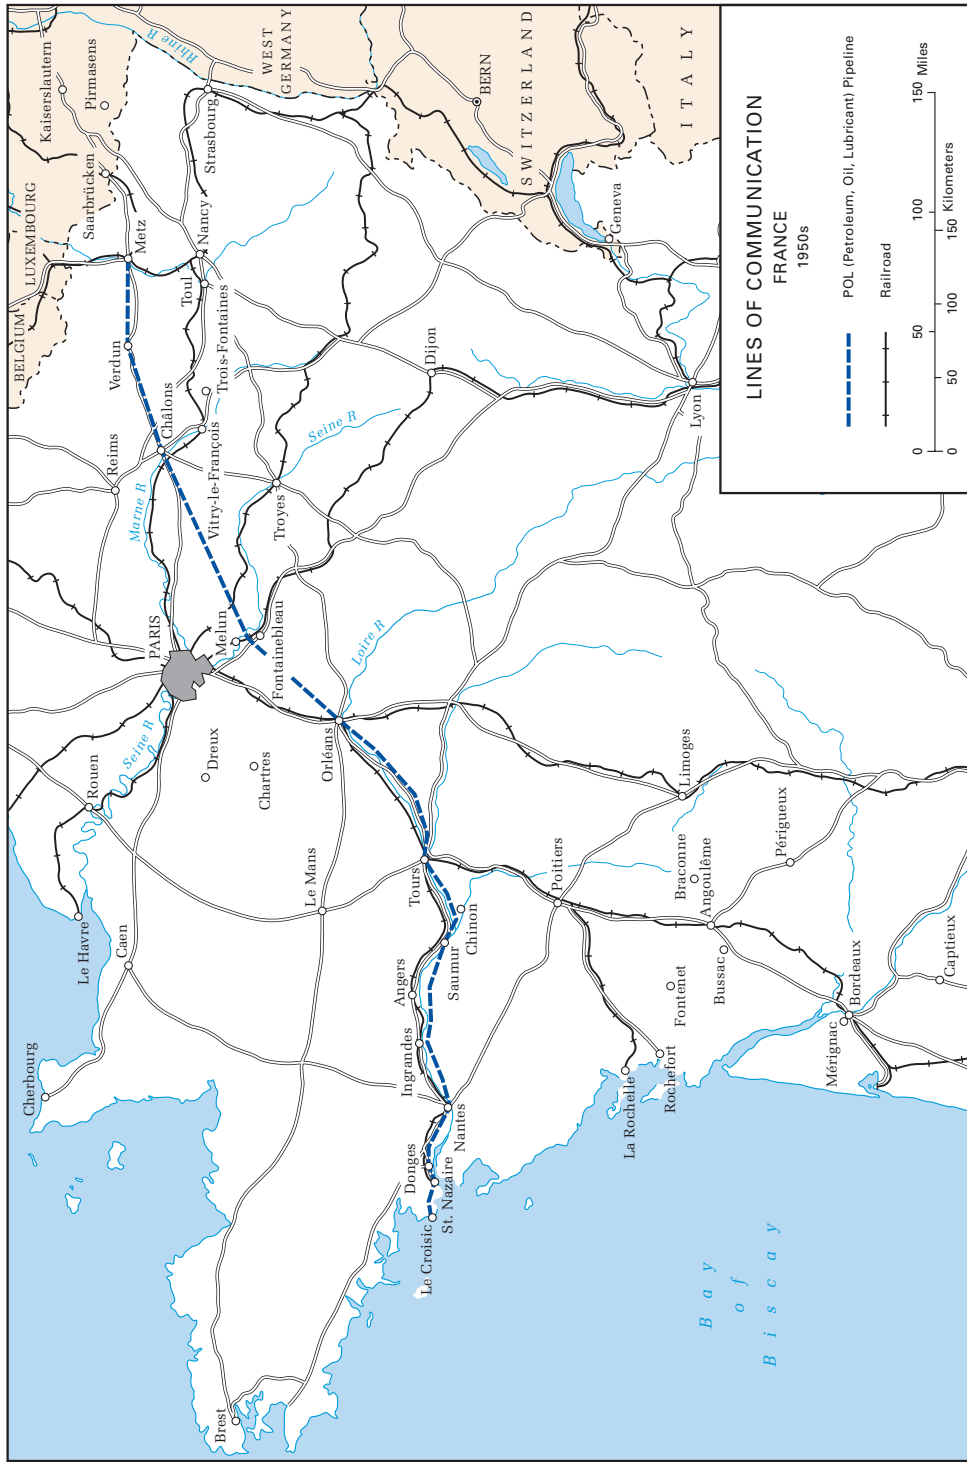 LINES OF COMMUNICATION
FRANCE
1950s
POL (Petroleum, Oil, Lubricant) Pipeline
Railroad
0 50 100 150 Miles
0 50 100 150 Kilometers
BELGIUM
LUXEMBOURG
WEST
GERMANY
SWITZERLAND
ITALY
Kaiserslautern
Pirmasens
Saarbrücken
Rhine R
Strasbourg
BERN
Geneva
Metz
Nancy
Toul
Verdun
Trois-Fontaines
Châlons
Vitry-le-François
Reims
Marne R
Seine R
Troyes
Dijon
Lyon
PARIS
Melun
Fontainebleau
Loire R
Orléans
Seine R
Rouen
Dreux
Chartres
Le Havre
Caen
Cherbourg
Le Mans
Tours
Chinon
Saumur
Angers
Ingrandes
Nantes
Donges
St. Nazaire
Le Croisic
Brest
Poitiers
Limoges
Périgueux
Braconne
Angoulême
Bussac
Fontenet
La Rochelle
Rochefort
Mérignac
Bordeaux
Captieux
Bay
of
Biscay